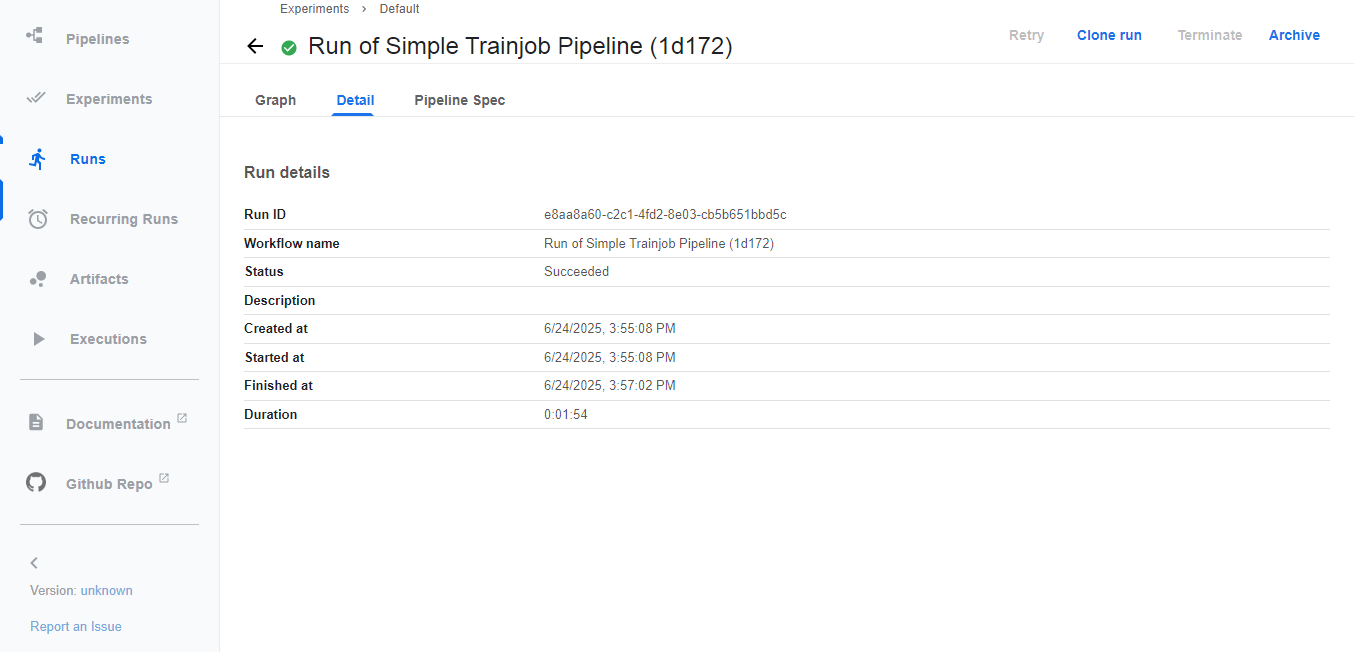 Experiments > Default
Run of Simple Trainjob Pipeline (1d172)
Retry Clone run Terminate Archive
Pipelines
Experiments
Runs
Recurring Runs
Artifacts
Executions
Documentation
Github Repo
Version: unknown
Report an Issue
Graph Detail Pipeline Spec
Run details
Run ID e8aa8a60-c2c1-4fd2-8e03-cb5b651bbd5c
Workflow name Run of Simple Trainjob Pipeline (1d172)
Status Succeeded
Description
Created at 6/24/2025, 3:55:08 PM
Started at 6/24/2025, 3:55:08 PM
Finished at 6/24/2025, 3:57:02 PM
Duration 0:01:54